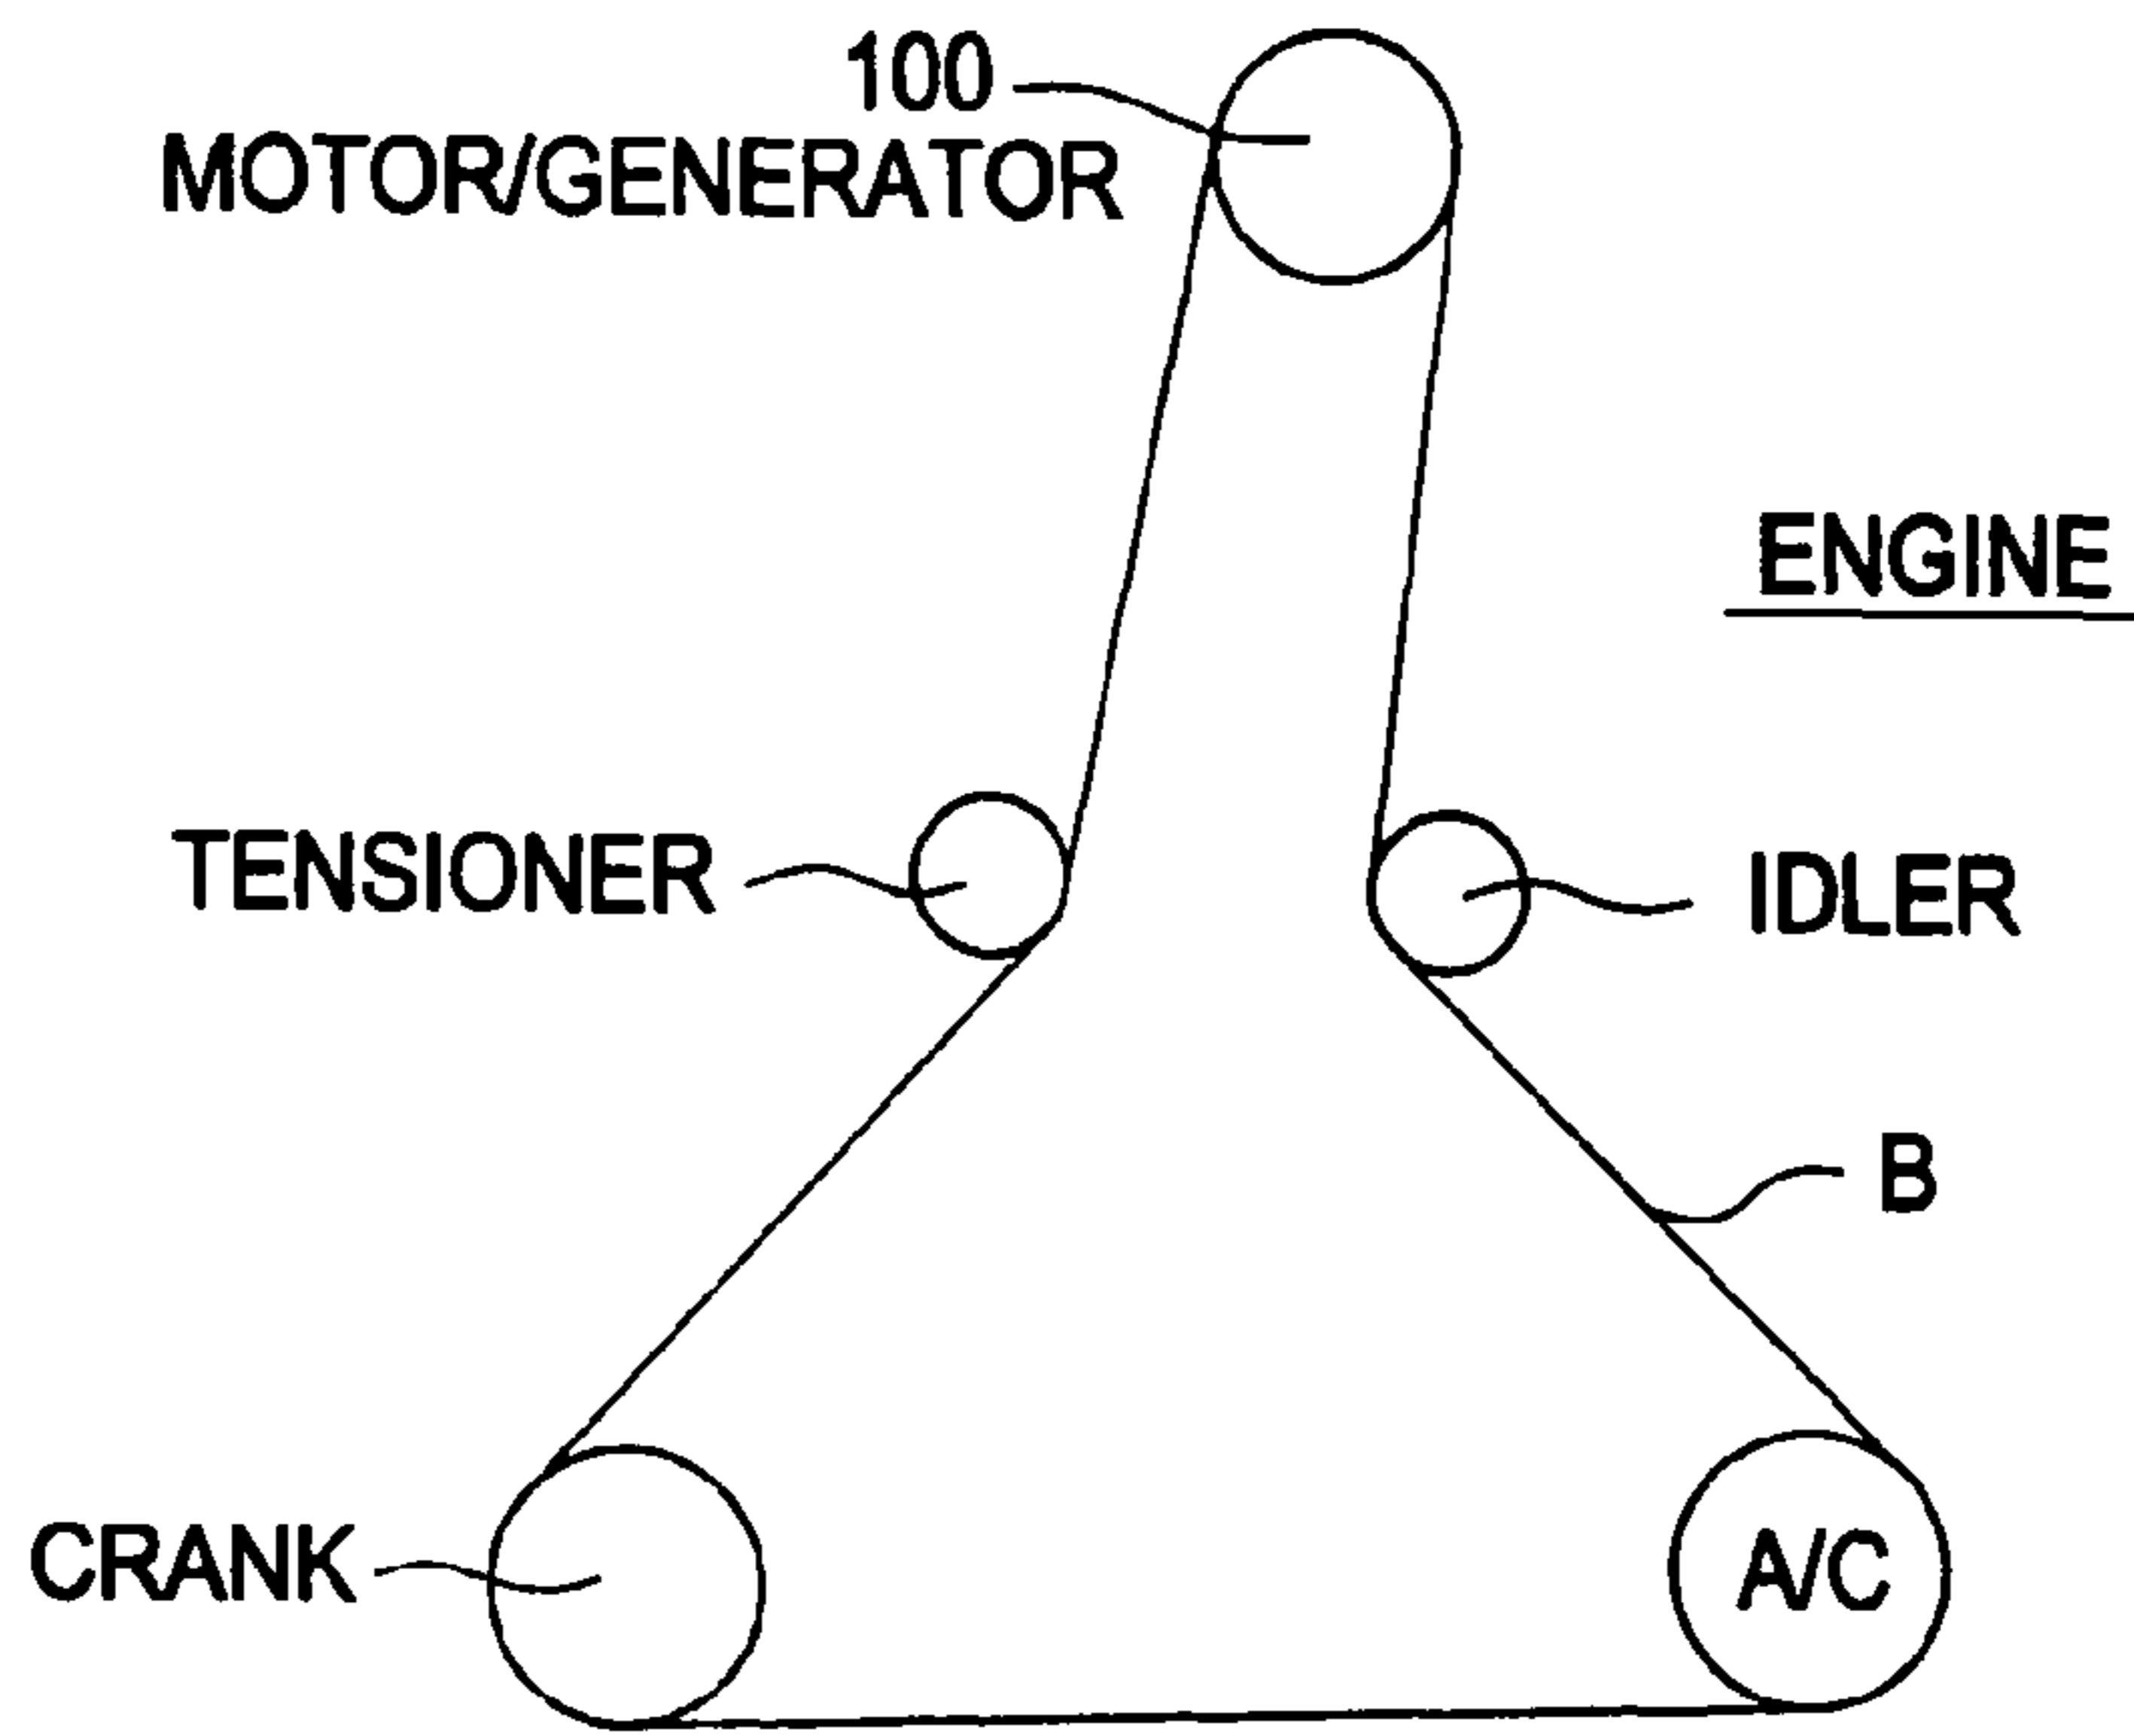 100
MOTOR/GENERATOR
ENGINE
TENSIONER
IDLER
B
CRANK
A/C